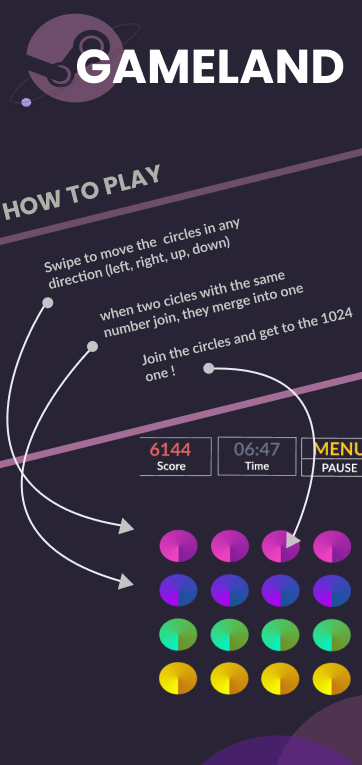 GAMELAND
HOW TO PLAY
Swipe to move the circles in any
direction (left, right, up, down)
when two cicles with the same
number join, they merge into one
Join the circles and get to the 1024
one !
6144
Score
06:47
Time
MENU
PAUSE